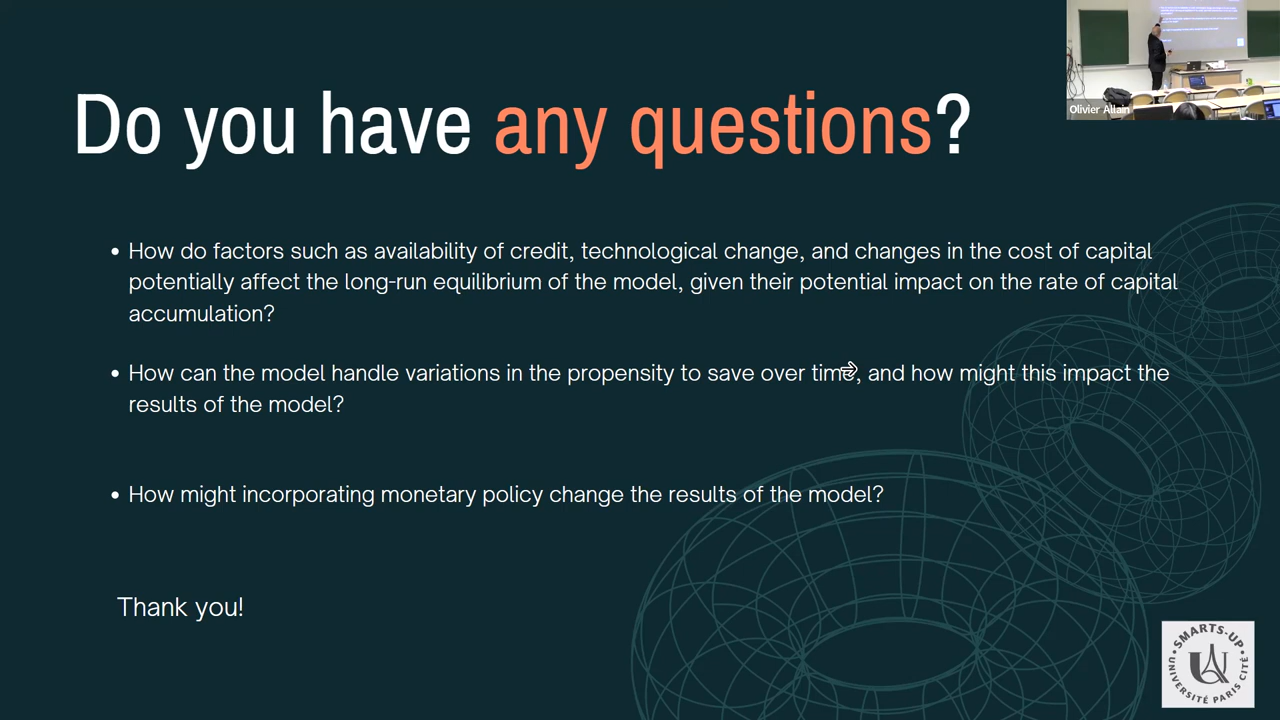 Olivier Allain
Do you have any questions?
• How do factors such as availability of credit, technological change, and changes in the cost of capital
potentially affect the long-run equilibrium of the model, given their potential impact on the rate of capital
accumulation?
• How can the model handle variations in the propensity to save over time, and how might this impact the
results of the model?
• How might incorporating monetary policy change the results of the model?
Thank you!
SMARTS-UP
UNIVERSITÉ PARIS CITÉ